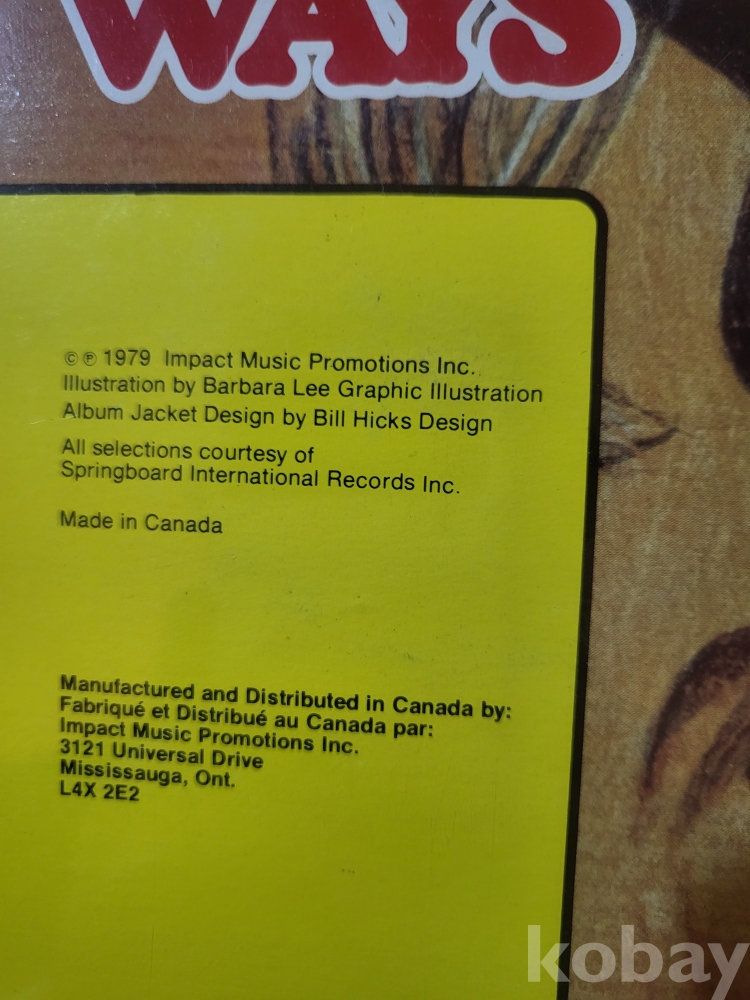 WAYS
© ℗ 1979 Impact Music Promotions Inc.
Illustration by Barbara Lee Graphic Illustration
Album Jacket Design by Bill Hicks Design
All selections courtesy of
Springboard International Records Inc.
Made in Canada
Manufactured and Distributed in Canada by:
Fabriqué et Distribué au Canada par:
Impact Music Promotions Inc.
3121 Universal Drive
Mississauga, Ont.
L4X 2E2
kobay